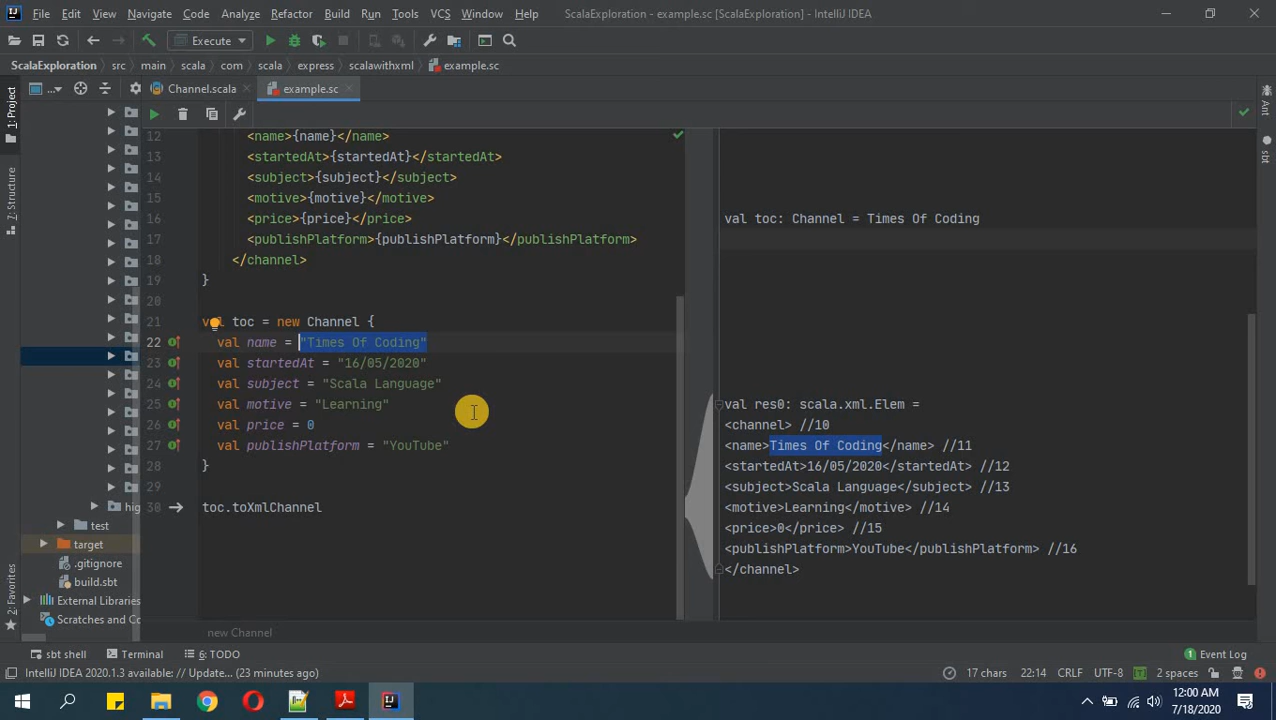 File Edit View Navigate Code Analyze Refactor Build Run Tools VCS Window Help ScalaExploration - example.sc [ScalaExploration] - IntelliJ IDEA
Execute
ScalaExploration src main scala com scala express scalawithxml example.sc
... Channel.scala example.sc
1: Project
Z: Structure
2: Favorites
Ant
sbt
12 <name>{name}</name>
13 <startedAt>{startedAt}</startedAt>
14 <subject>{subject}</subject>
15 <motive>{motive}</motive>
16 <price>{price}</price>
17 <publishPlatform>{publishPlatform}</publishPlatform>
18 </channel>
19 }
20
21 val toc = new Channel {
22 val name = "Times Of Coding"
23 val startedAt = "16/05/2020"
24 val subject = "Scala Language"
25 val motive = "Learning"
26 val price = 0
27 val publishPlatform = "YouTube"
28 }
29
30 toc.toXmlChannel
new Channel
hig
test
target
.gitignore
build.sbt
External Libraries
Scratches and Co
val toc: Channel = Times Of Coding
val res0: scala.xml.Elem =
<channel> //10
<name>Times Of Coding</name> //11
<startedAt>16/05/2020</startedAt> //12
<subject>Scala Language</subject> //13
<motive>Learning</motive> //14
<price>0</price> //15
<publishPlatform>YouTube</publishPlatform> //16
</channel>
sbt shell Terminal 6: TODO 1 Event Log
IntelliJ IDEA 2020.1.3 available: // Update... (23 minutes ago) 17 chars 22:14 CRLF UTF-8 2 spaces
12:00 AM
7/18/2020